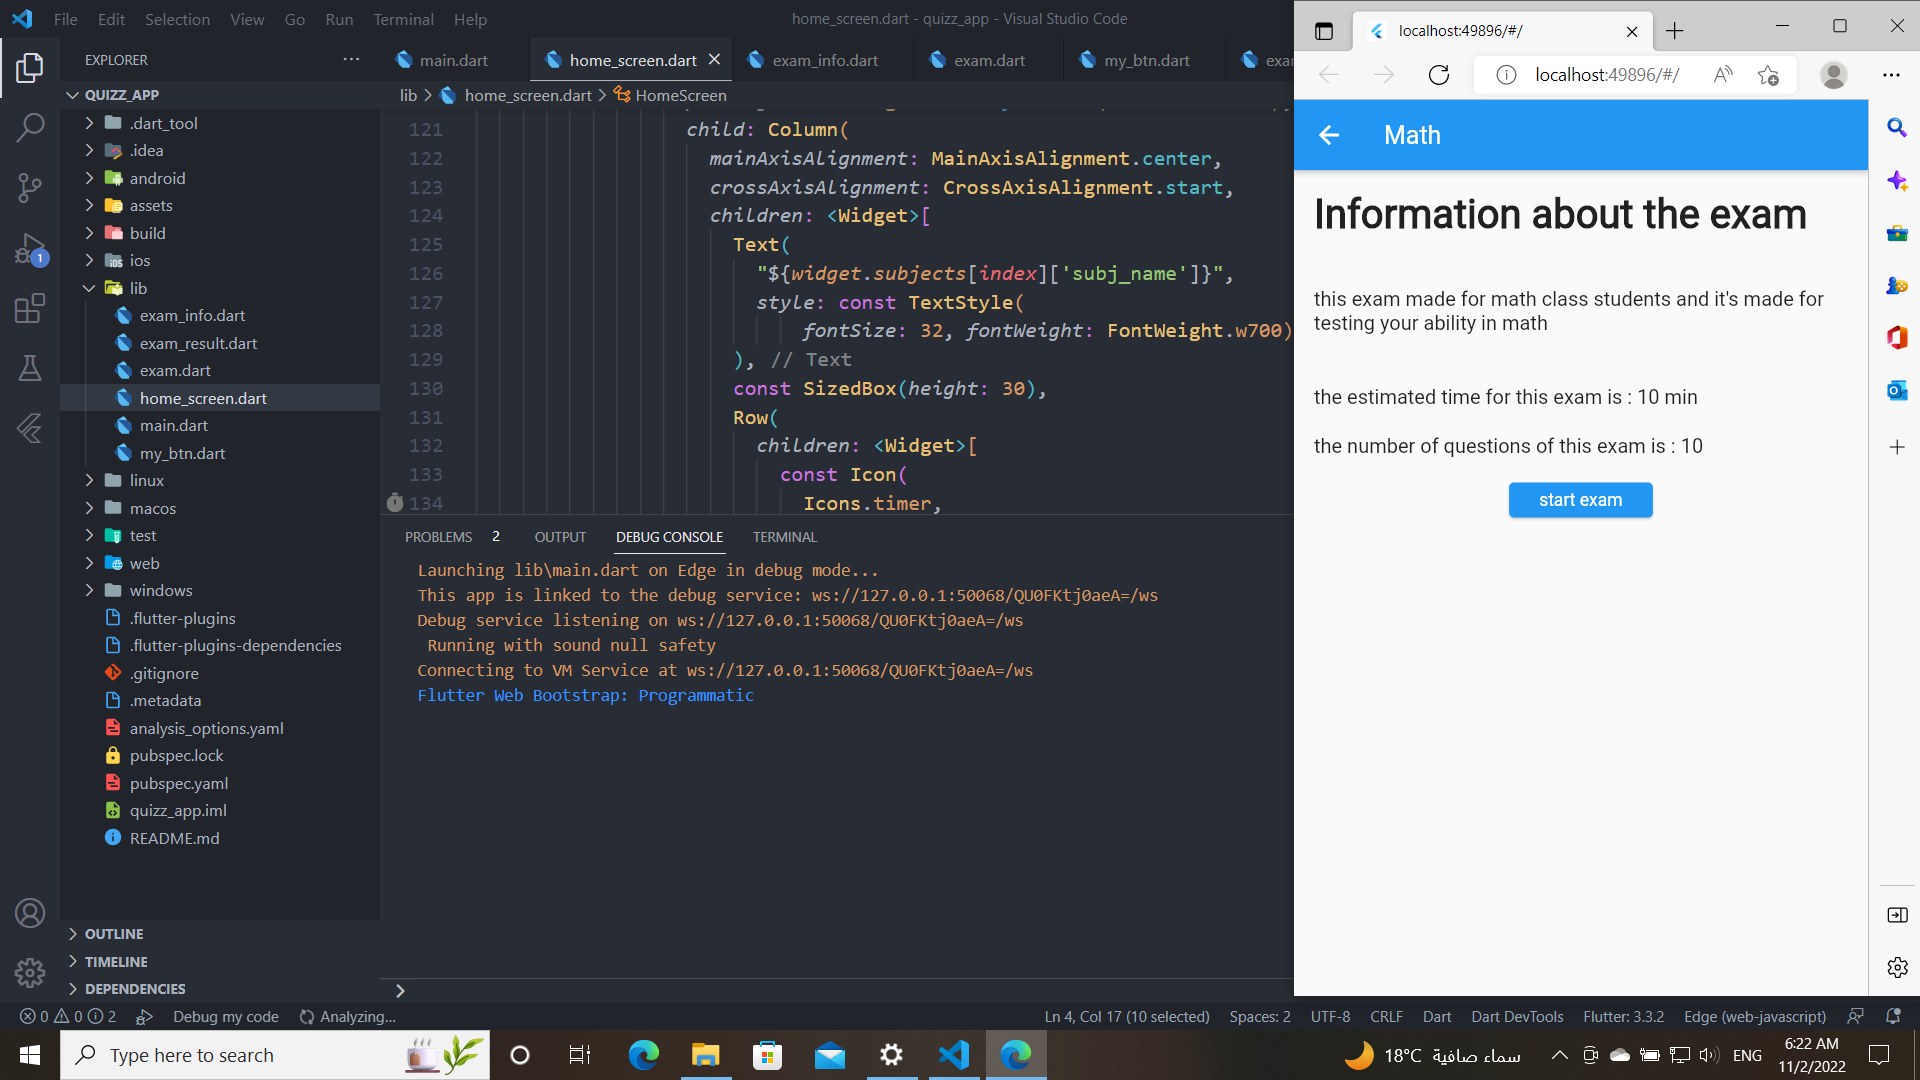 File Edit Selection View Go Run Terminal Help
home_screen.dart - quizz_app - Visual Studio Code
EXPLORER
QUIZZ_APP
.dart_tool
.idea
android
assets
build
ios
lib
exam_info.dart
exam_result.dart
exam.dart
home_screen.dart
main.dart
my_btn.dart
linux
macos
test
web
windows
.flutter-plugins
.flutter-plugins-dependencies
.gitignore
.metadata
analysis_options.yaml
pubspec.lock
pubspec.yaml
quizz_app.iml
README.md
OUTLINE
TIMELINE
DEPENDENCIES
1
main.dart home_screen.dart exam_info.dart exam.dart my_btn.dart exa
lib > home_screen.dart > HomeScreen
121 child: Column(
122 mainAxisAlignment: MainAxisAlignment.center,
123 crossAxisAlignment: CrossAxisAlignment.start,
124 children: <Widget>[
125 Text(
126 "${widget.subjects[index]['subj_name']}",
127 style: const TextStyle(
128 fontSize: 32, fontWeight: FontWeight.w700)
129 ), // Text
130 const SizedBox(height: 30),
131 Row(
132 children: <Widget>[
133 const Icon(
134 Icons.timer,
PROBLEMS 2 OUTPUT DEBUG CONSOLE TERMINAL
Launching lib\main.dart on Edge in debug mode...
This app is linked to the debug service: ws://127.0.0.1:50068/QU0FKtj0aeA=/ws
Debug service listening on ws://127.0.0.1:50068/QU0FKtj0aeA=/ws
Running with sound null safety
Connecting to VM Service at ws://127.0.0.1:50068/QU0FKtj0aeA=/ws
Flutter Web Bootstrap: Programmatic
localhost:49896/#/
localhost:49896/#/
Math
Information about the exam
this exam made for math class students and it's made for
testing your ability in math
the estimated time for this exam is : 10 min
the number of questions of this exam is : 10
start exam
0 0 2 Debug my code Analyzing...
Ln 4, Col 17 (10 selected) Spaces: 2 UTF-8 CRLF Dart Dart DevTools Flutter: 3.3.2 Edge (web-javascript)
Type here to search
18°C سماء صافية
ENG
6:22 AM
11/2/2022